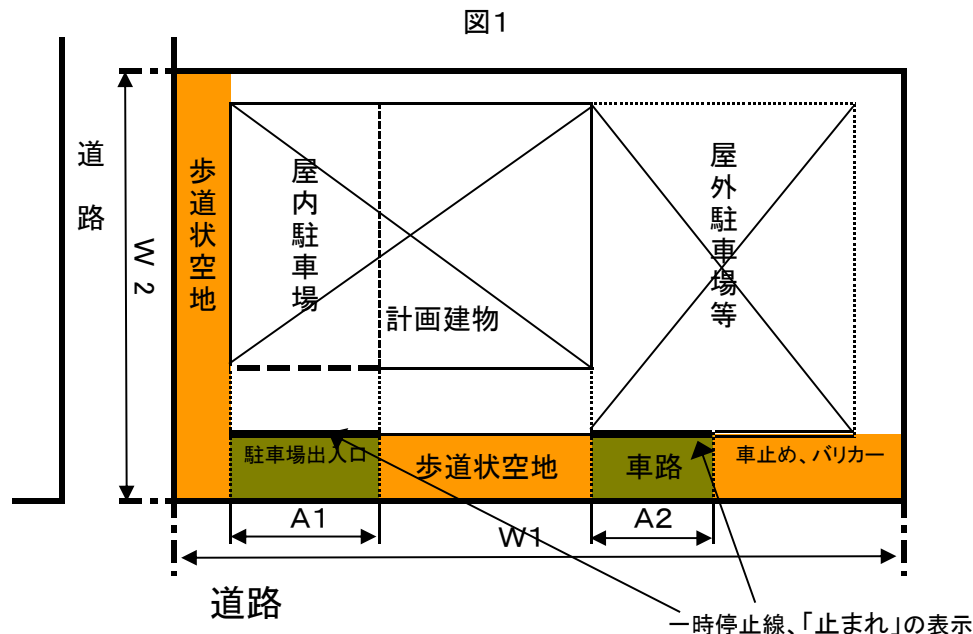 図1
道路
W2
歩道状空地
屋内駐車場
計画建物
屋外駐車場等
駐車場出入口
歩道状空地
車路
車止め、バリカー
A1
A2
W1
道路
一時停止線、「止まれ」の表示